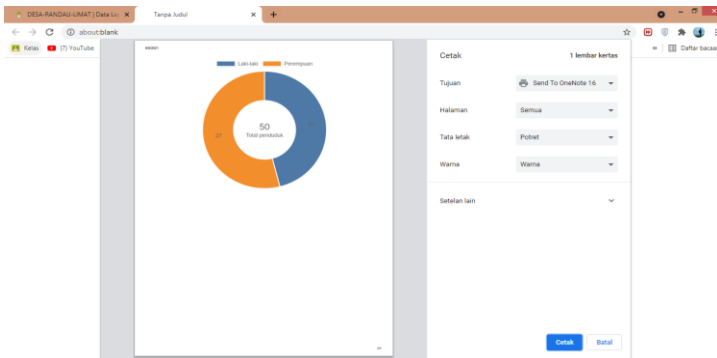 DESA-RANDAU-LIMAT | Data Lu
Tanpa Judul
about:blank
Kelas
(7) YouTube
Daftar bacaan
Laki-laki
Perempuan
50
Total penduduk
27
Cetak
1 lembar kertas
Tujuan
Send To OneNote 16
Halaman
Semua
Tata letak
Potret
Warna
Warna
Setelan lain
Cetak
Batal